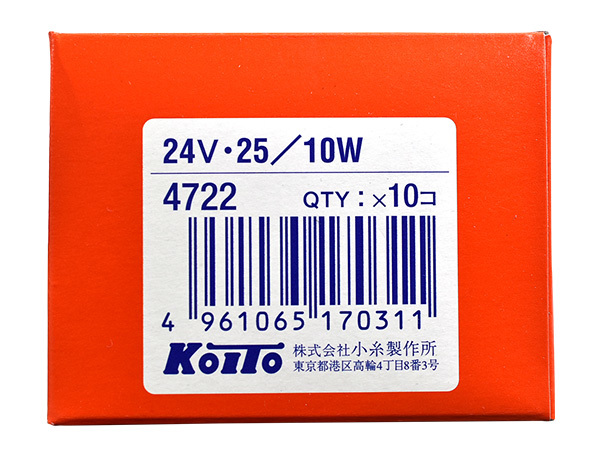 24V・25／10W
4722 QTY：×10コ
4 961065 170311
KoiTo 株式会社小糸製作所
東京都港区高輪4丁目8番3号